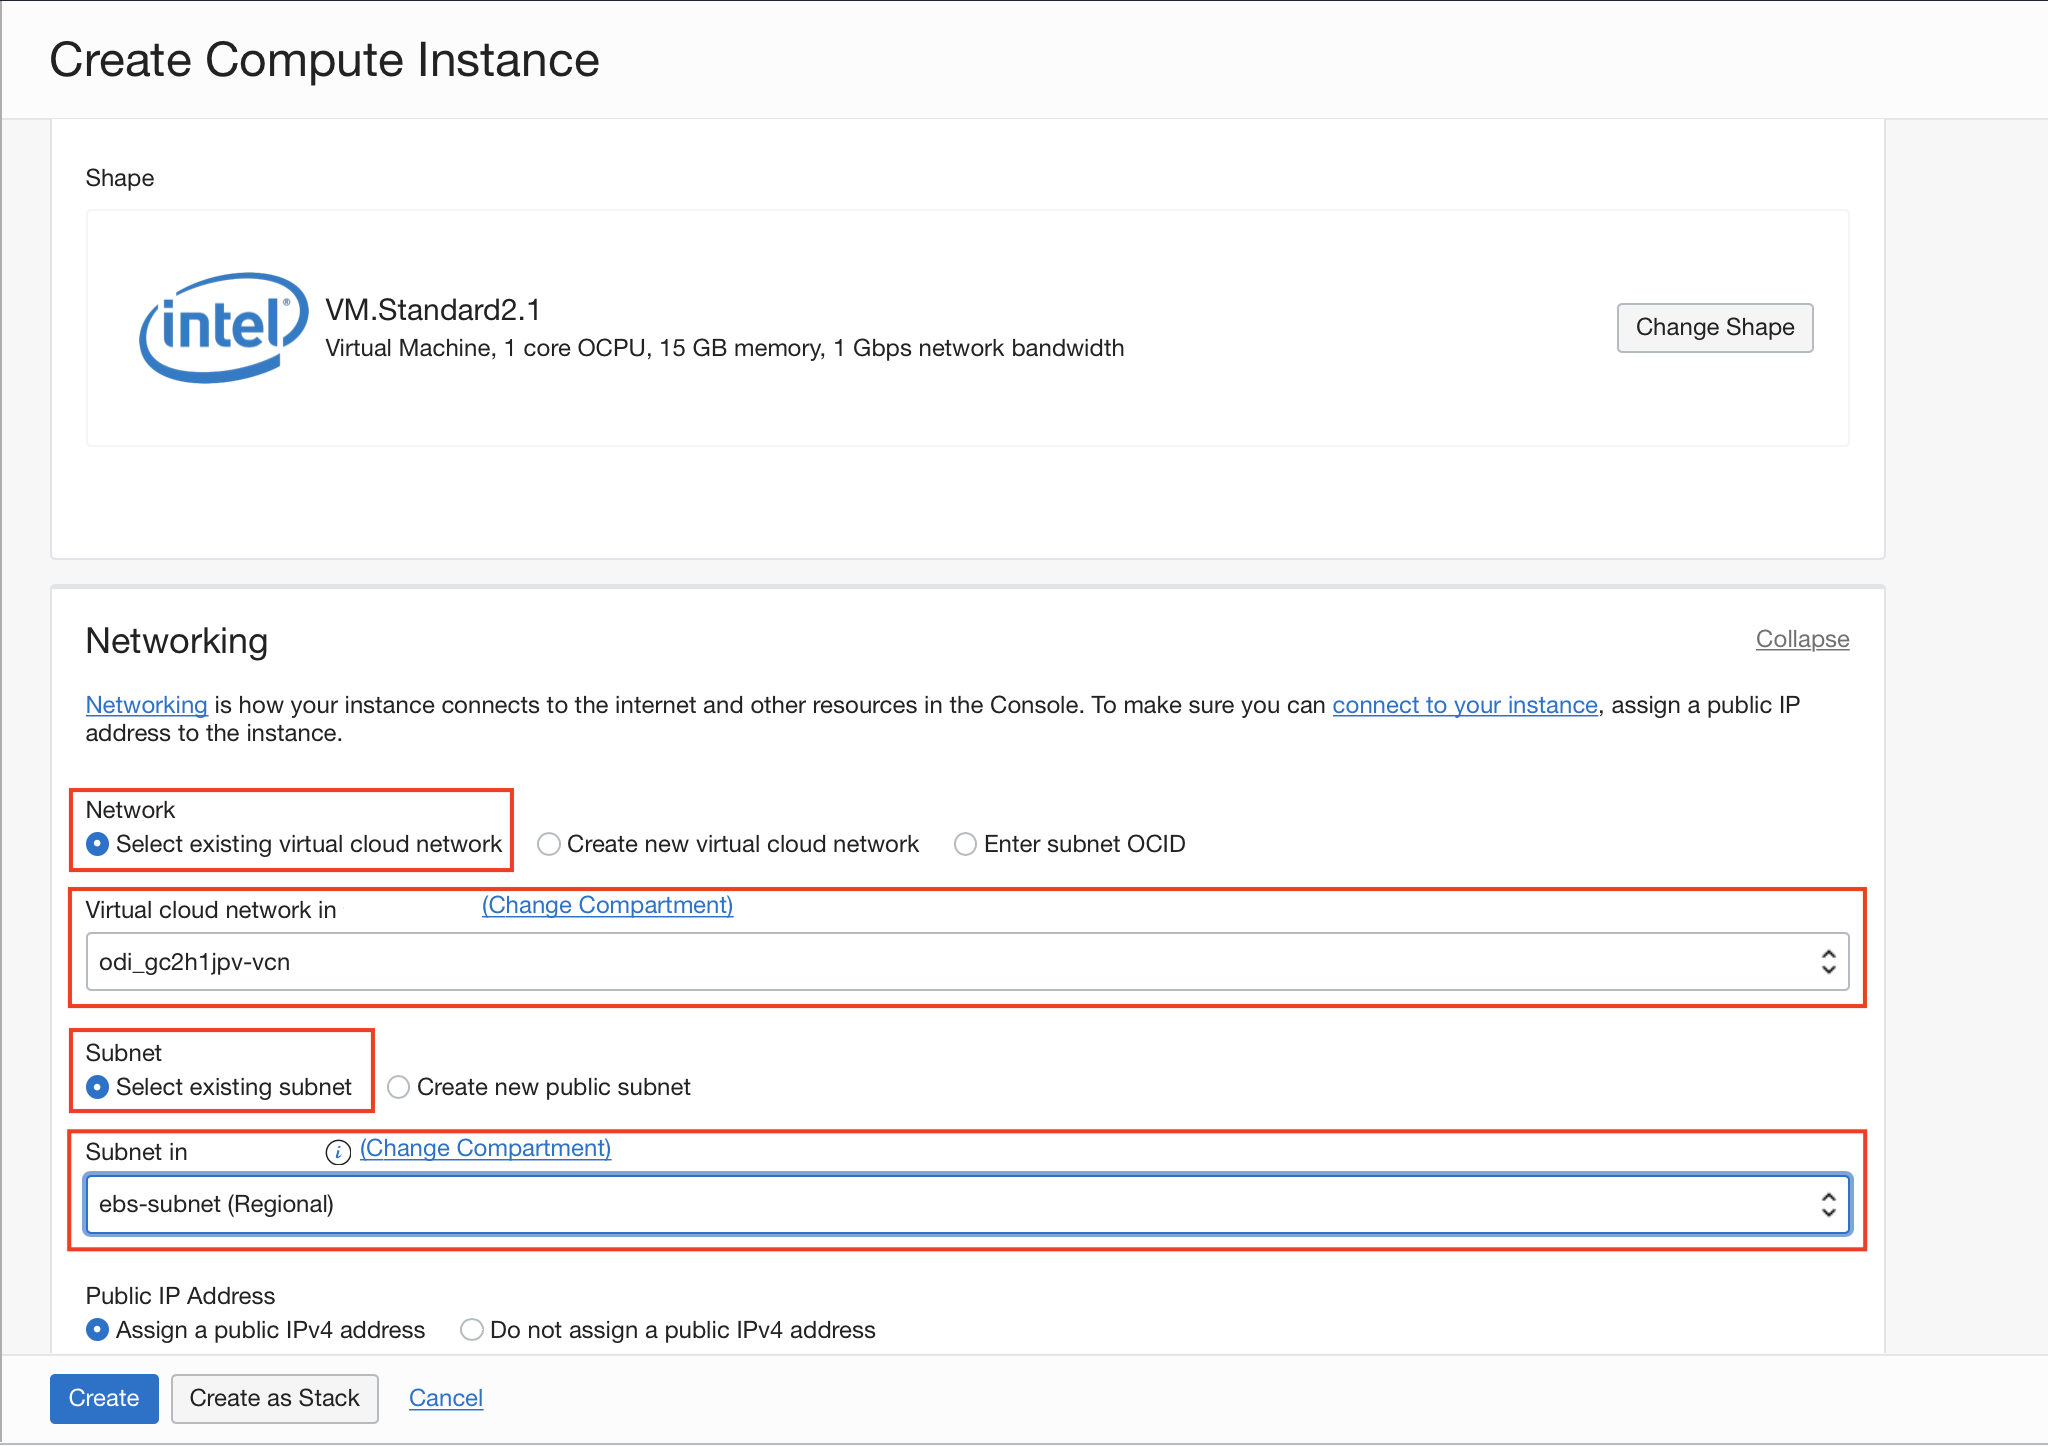 Create Compute Instance
Shape
intel®
VM.Standard2.1
Virtual Machine, 1 core OCPU, 15 GB memory, 1 Gbps network bandwidth
Change Shape
Networking
Collapse
Networking is how your instance connects to the internet and other resources in the Console. To make sure you can connect to your instance, assign a public IP
address to the instance.
Network
Select existing virtual cloud network
Create new virtual cloud network
Enter subnet OCID
Virtual cloud network in (Change Compartment)
odi_gc2h1jpv-vcn
Subnet
Select existing subnet
Create new public subnet
Subnet in i (Change Compartment)
ebs-subnet (Regional)
Public IP Address
Assign a public IPv4 address
Do not assign a public IPv4 address
Create
Create as Stack
Cancel